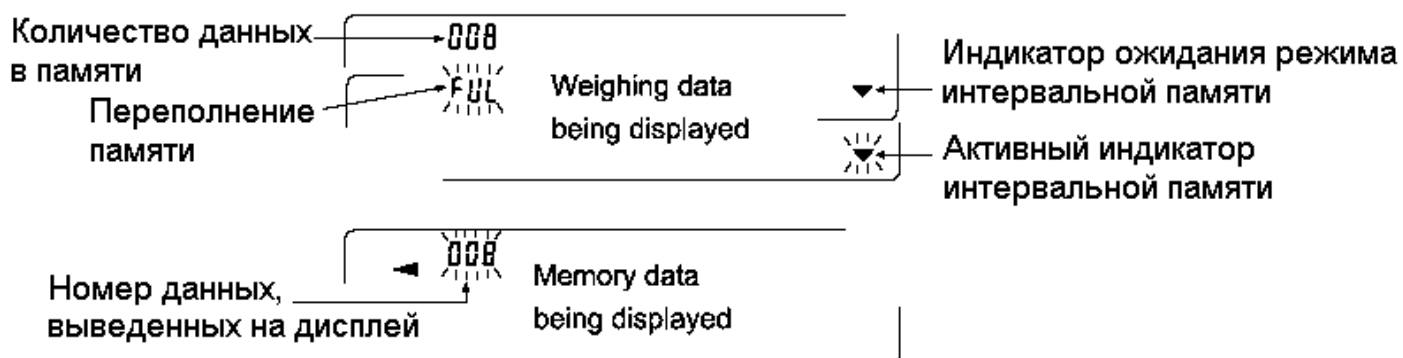 Количество данных
в памяти
008
FUL
Переполнение
памяти
Weighing data
being displayed
Индикатор ожидания режима
интервальной памяти
Активный индикатор
интервальной памяти
008
Номер данных,
выведенных на дисплей
Memory data
being displayed